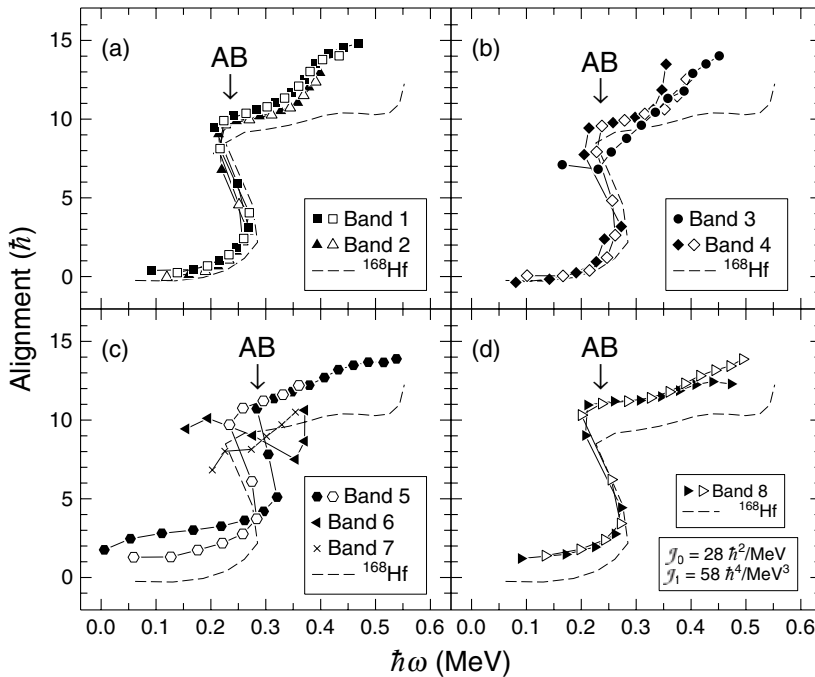 Alignment (ℏ)
15
10
5
0
(a)
AB
Band 1
Band 2
¹⁶⁸Hf
(b)
AB
Band 3
Band 4
¹⁶⁸Hf
15
10
5
0
(c)
AB
Band 5
Band 6
Band 7
¹⁶⁸Hf
(d)
AB
Band 8
¹⁶⁸Hf
𝒥₀ = 28 ℏ²/MeV
𝒥₁ = 58 ℏ⁴/MeV³
0.0 0.1 0.2 0.3 0.4 0.5 0.6 0.1 0.2 0.3 0.4 0.5 0.6
ℏω (MeV)